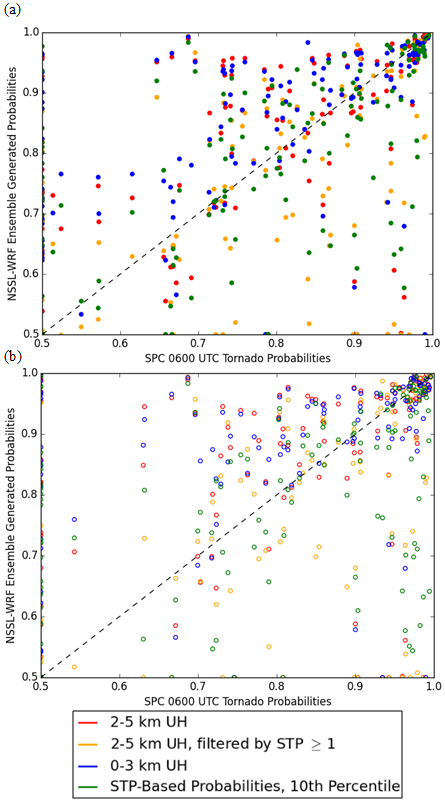 (a)
1.0
0.9
0.8
0.7
0.6
0.5
NSSL-WRF Ensemble Generated Probabilities
0.5 0.6 0.7 0.8 0.9 1.0
SPC 0600 UTC Tornado Probabilities
(b)
1.0
0.9
0.8
0.7
0.6
0.5
NSSL-WRF Ensemble Generated Probabilities
0.5 0.6 0.7 0.8 0.9 1.0
SPC 0600 UTC Tornado Probabilities
2-5 km UH
2-5 km UH, filtered by STP ≥ 1
0-3 km UH
STP-Based Probabilities, 10th Percentile